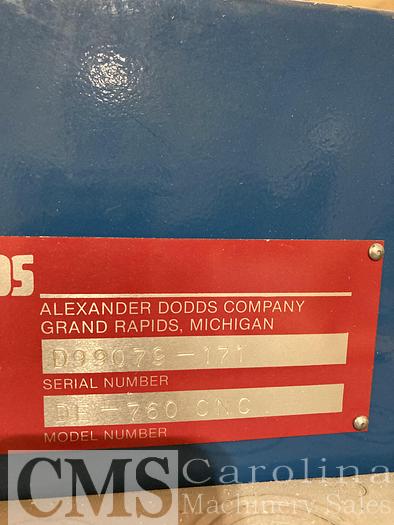 DS
ALEXANDER DODDS COMPANY
GRAND RAPIDS, MICHIGAN
D99079-171
SERIAL NUMBER
-760 CNC
MODEL NUMBER
CMS Carolina
Machinery Sales